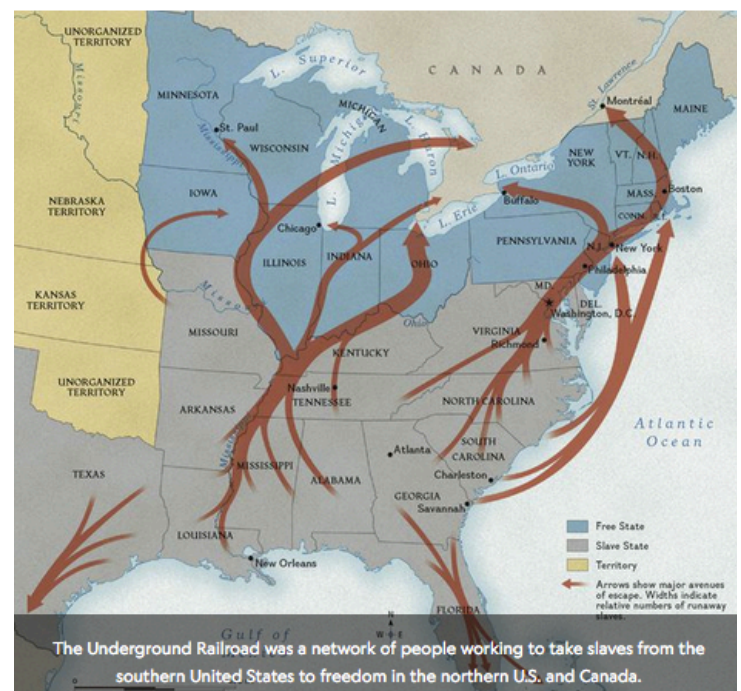 UNORGANIZED
TERRITORY
Missouri
L. Superior
CANADA
St. Lawrence
MINNESOTA
Montréal
MAINE
MICHIGAN
St. Paul
Mississippi
WISCONSIN
L. Michigan
L. Huron
L. Ontario
NEW
YORK
VT.
N.H.
NEBRASKA
TERRITORY
IOWA
Buffalo
MASS.
Boston
CONN.
R.I.
Chicago
L. Erie
PENNSYLVANIA
N.J.
New York
ILLINOIS
INDIANA
OHIO
Philadelphia
KANSAS
TERRITORY
Missouri
MD.
DEL.
Washington, D.C.
MISSOURI
Ohio
VIRGINIA
Richmond
KENTUCKY
UNORGANIZED
TERRITORY
Nashville
TENNESSEE
NORTH CAROLINA
ARKANSAS
Atlantic
Ocean
Atlanta
SOUTH
CAROLINA
TEXAS
MISSISSIPPI
ALABAMA
Charleston
GEORGIA
Savannah
LOUISIANA
New Orleans
Free State
Slave State
Territory
Arrows show major avenues
of escape. Widths indicate
relative numbers of runaway
slaves.
FLORIDA
Gulf of
N
W
E
The Underground Railroad was a network of people working to take slaves from the
southern United States to freedom in the northern U.S. and Canada.
0